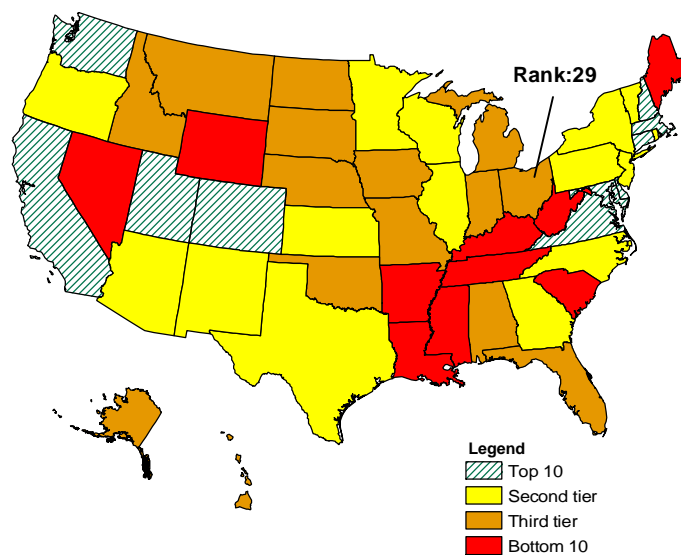 Rank:29
Legend
Top 10
Second tier
Third tier
Bottom 10